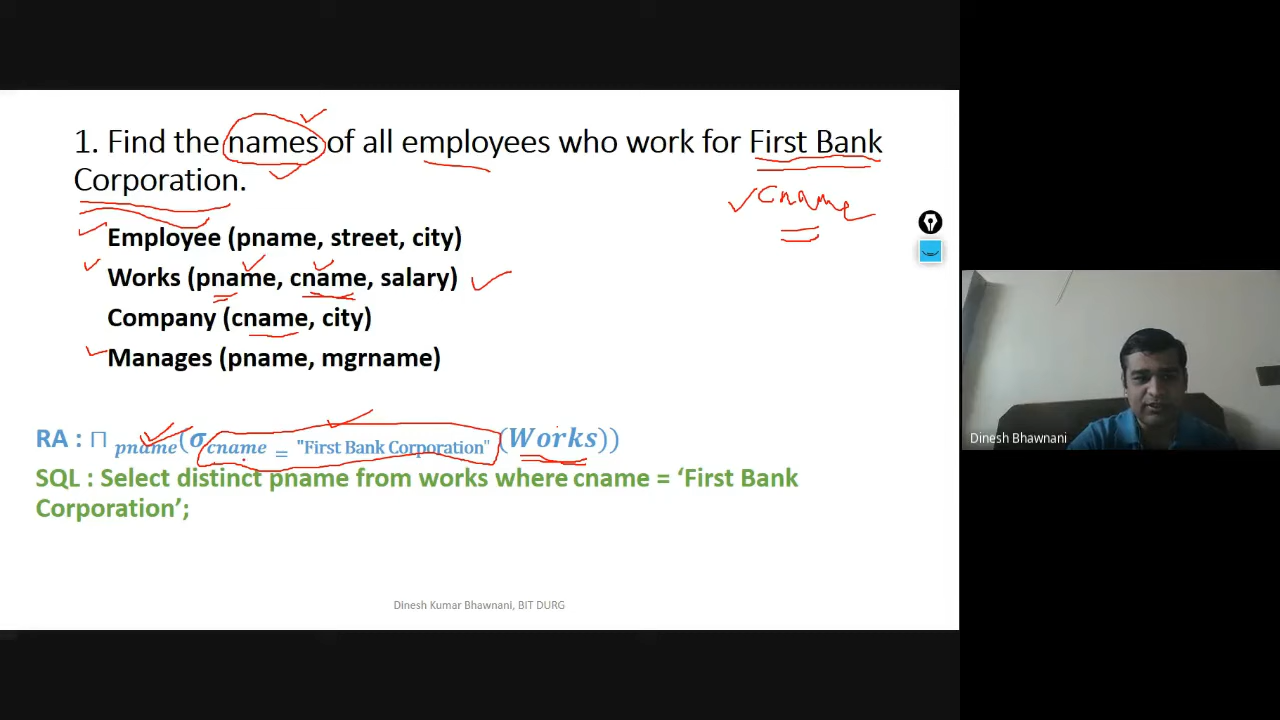 1. Find the names of all employees who work for First Bank
Corporation.
Cname
Employee (pname, street, city)
Works (pname, cname, salary)
Company (cname, city)
Manages (pname, mgrname)
RA : Π pname(σcname = "First Bank Corporation" (Works))
SQL : Select distinct pname from works where cname = ‘First Bank
Corporation’;
Dinesh Kumar Bhawnani, BIT DURG
Dinesh Bhawnani